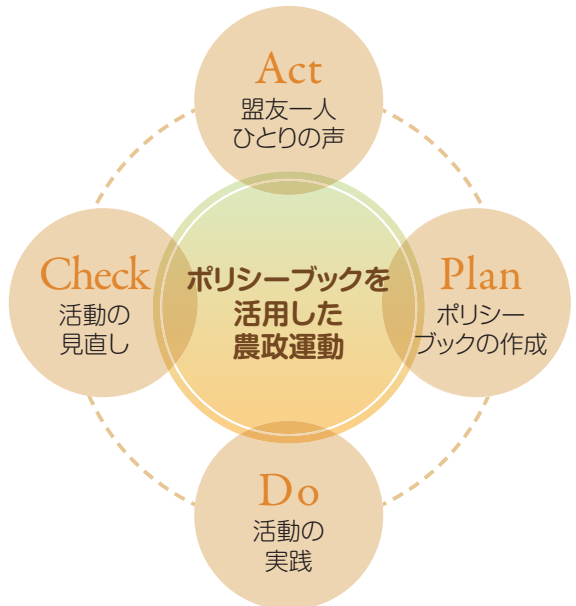 Act
盟友一人
ひとりの声
Check
活動の
見直し
ポリシーブックを
活用した
農政運動
Plan
ポリシー
ブックの作成
Do
活動の
実践